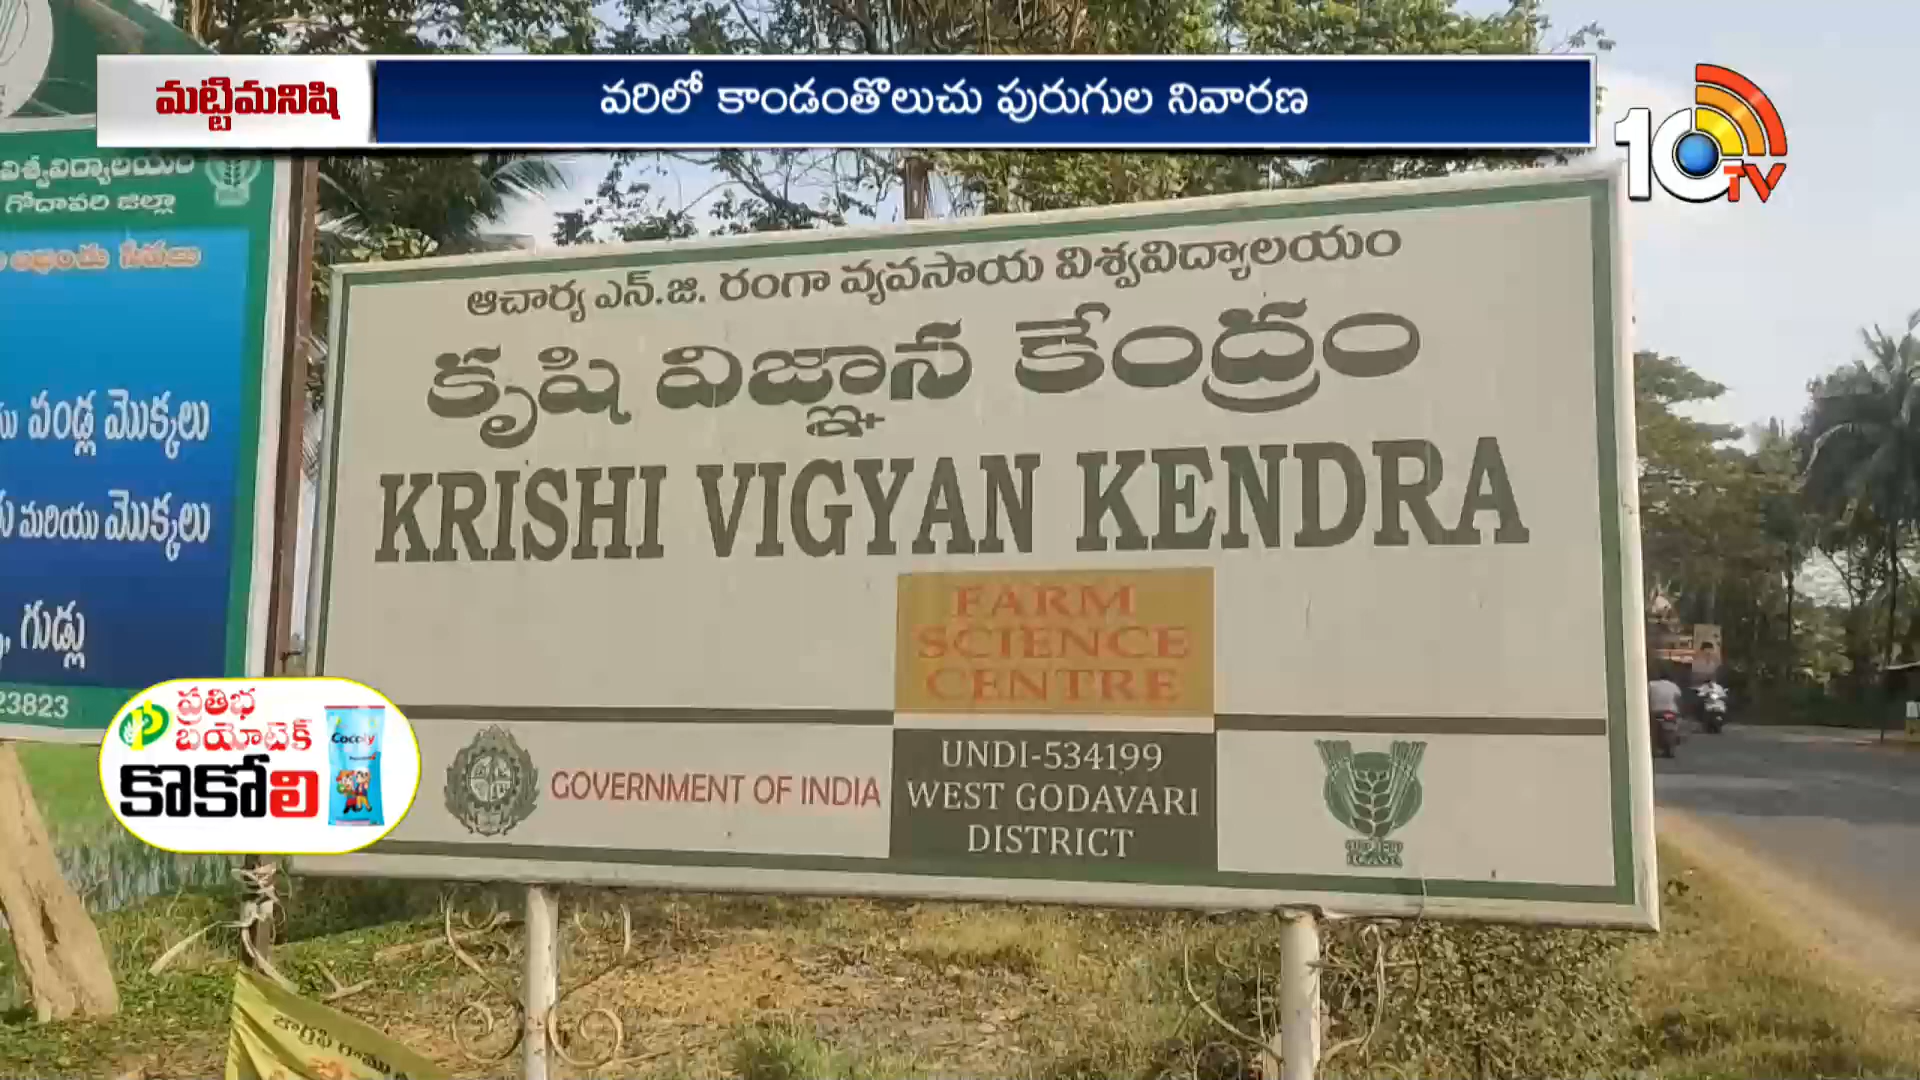 మట్టిమనిషి
వరిలో కాండంతొలుచు పురుగుల నివారణ
10TV
విశ్వవిద్యాలయం
గోదావరి జిల్లా
పండ్ల మొక్కలు
మరియు మొక్కలు
గుడ్లు
23823
ఆచార్య ఎన్.జి. రంగా వ్యవసాయ విశ్వవిద్యాలయం
కృషి విజ్ఞాన కేంద్రం
KRISHI VIGYAN KENDRA
FARM
SCIENCE
CENTRE
GOVERNMENT OF INDIA
UNDI-534199
WEST GODAVARI
DISTRICT
ప్రతిభ
బయోటెక్
కొకోలి
Cocoly